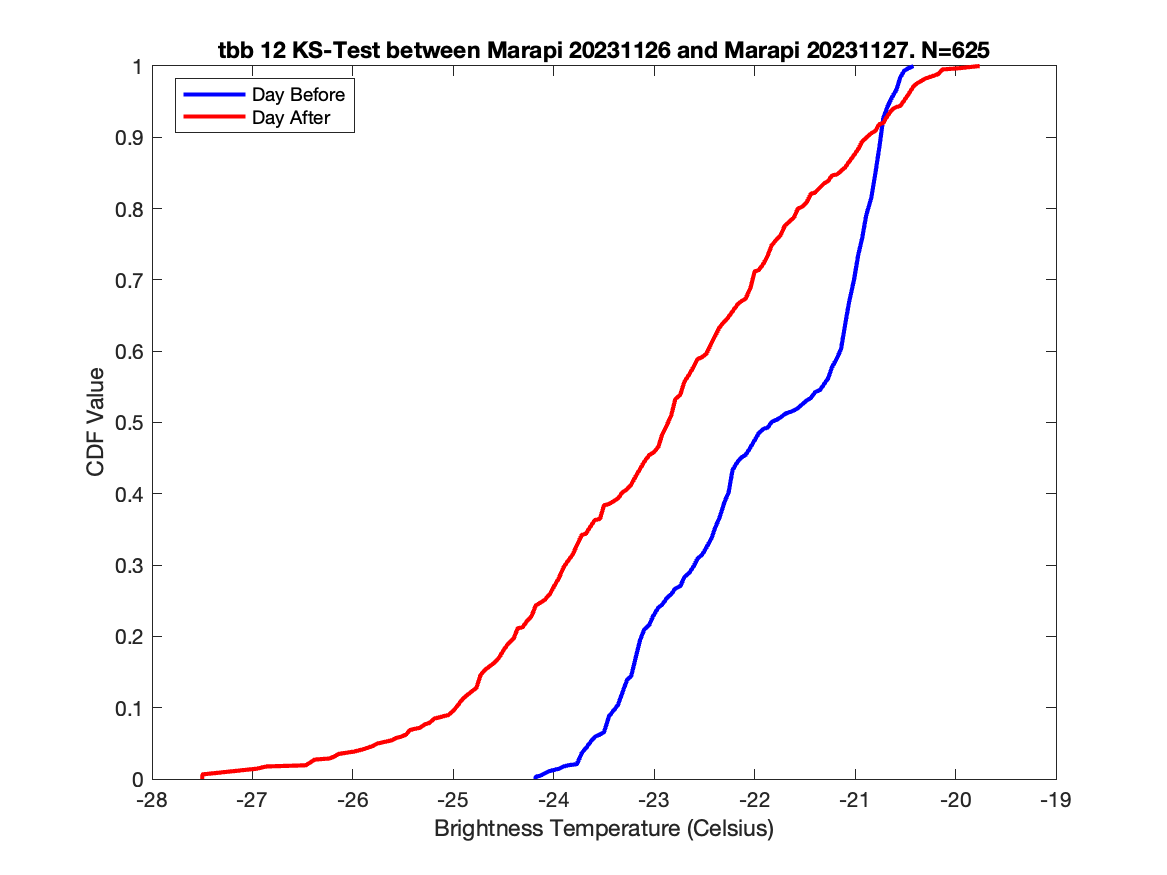 tbb 12 KS-Test between Marapi 20231126 and Marapi 20231127. N=625
Day Before
Day After
1
0.9
0.8
0.7
0.6
0.5
0.4
0.3
0.2
0.1
0
CDF Value
-28 -27 -26 -25 -24 -23 -22 -21 -20 -19
Brightness Temperature (Celsius)